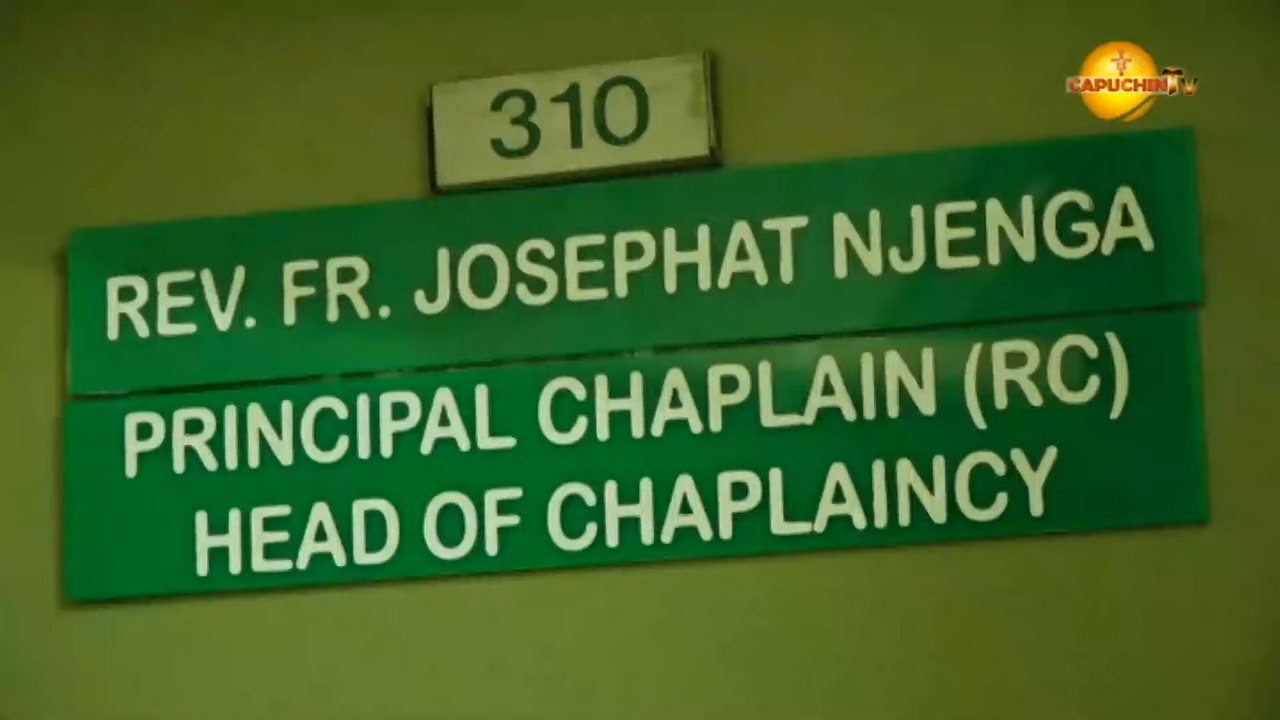 CAPUCHIN TV
310
REV. FR. JOSEPHAT NJENGA
PRINCIPAL CHAPLAIN (RC)
HEAD OF CHAPLAINCY